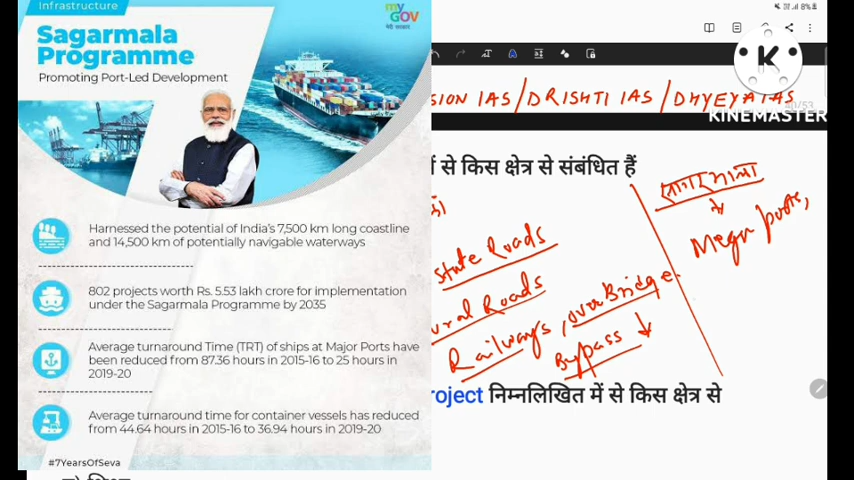 Infrastructure
my
GOV
मेरी सरकार
Sagarmala
Programme
Promoting Port-Led Development
Harnessed the potential of India's 7,500 km long coastline
and 14,500 km of potentially navigable waterways
802 projects worth Rs. 5.53 lakh crore for implementation
under the Sagarmala Programme by 2035
Average turnaround Time (TRT) of ships at Major Ports have
been reduced from 87.36 hours in 2015-16 to 25 hours in
2019-20
Average turnaround time for container vessels has reduced
from 44.64 hours in 2015-16 to 36.94 hours in 2019-20
#7YearsOfSeva
8%
K
KINEMASTER
SION IAS/DRISHTI IAS/DHYEYA IAS
/53
से किस क्षेत्र से संबंधित हैं
सागरमाला
Mega ports,
State Roads
ural Roads
Railways, over Bridge.
Bypass
roject निम्नलिखित में से किस क्षेत्र से